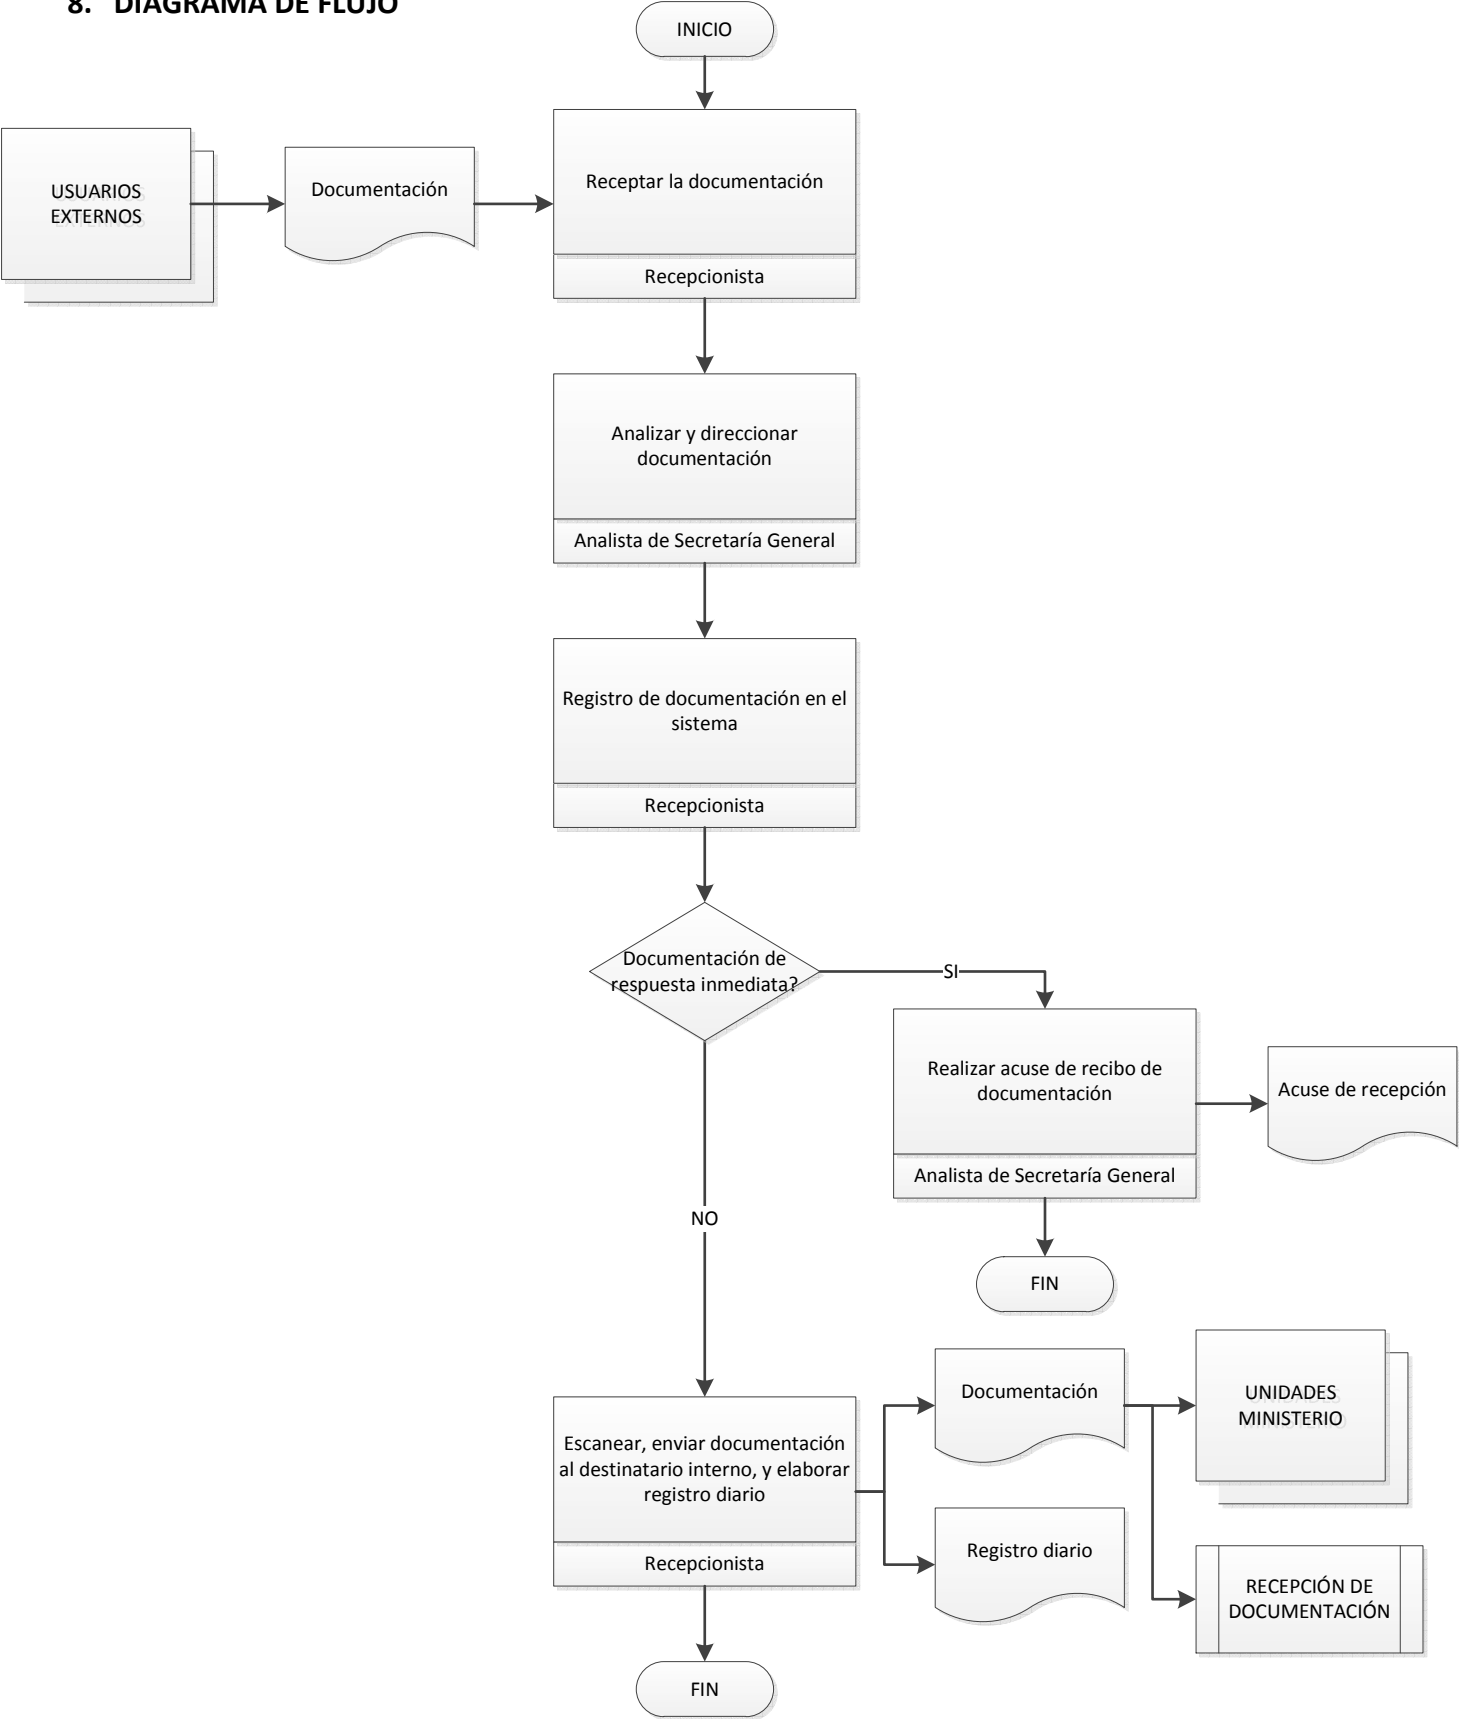 8. DIAGRAMA DE FLUJO
INICIO
USUARIOS
EXTERNOS
Documentación
Receptar la documentación
Recepcionista
Analizar y direccionar
documentación
Analista de Secretaría General
Registro de documentación en el
sistema
Recepcionista
Documentación de
respuesta inmediata?
SI
Realizar acuse de recibo de
documentación
Analista de Secretaría General
Acuse de recepción
FIN
NO
Escanear, enviar documentación
al destinatario interno, y elaborar
registro diario
Recepcionista
Documentación
UNIDADES
MINISTERIO
Registro diario
RECEPCIÓN DE
DOCUMENTACIÓN
FIN